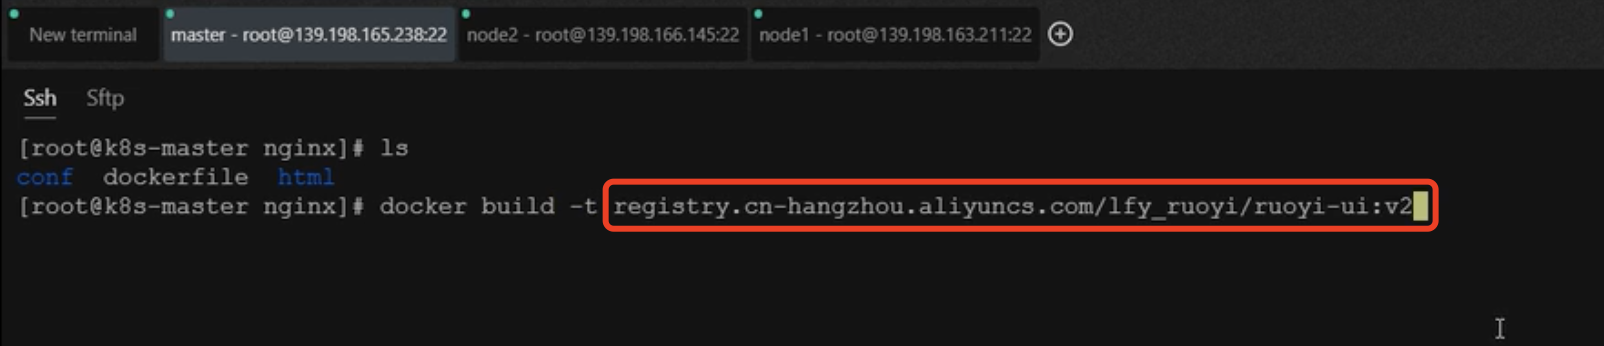 New terminal master - root@139.198.165.238:22 node2 - root@139.198.166.145:22 node1 - root@139.198.163.211:22
Ssh Sftp
[root@k8s-master nginx]# ls
conf dockerfile html
[root@k8s-master nginx]# docker build -t registry.cn-hangzhou.aliyuncs.com/lfy_ruoyi/ruoyi-ui:v2